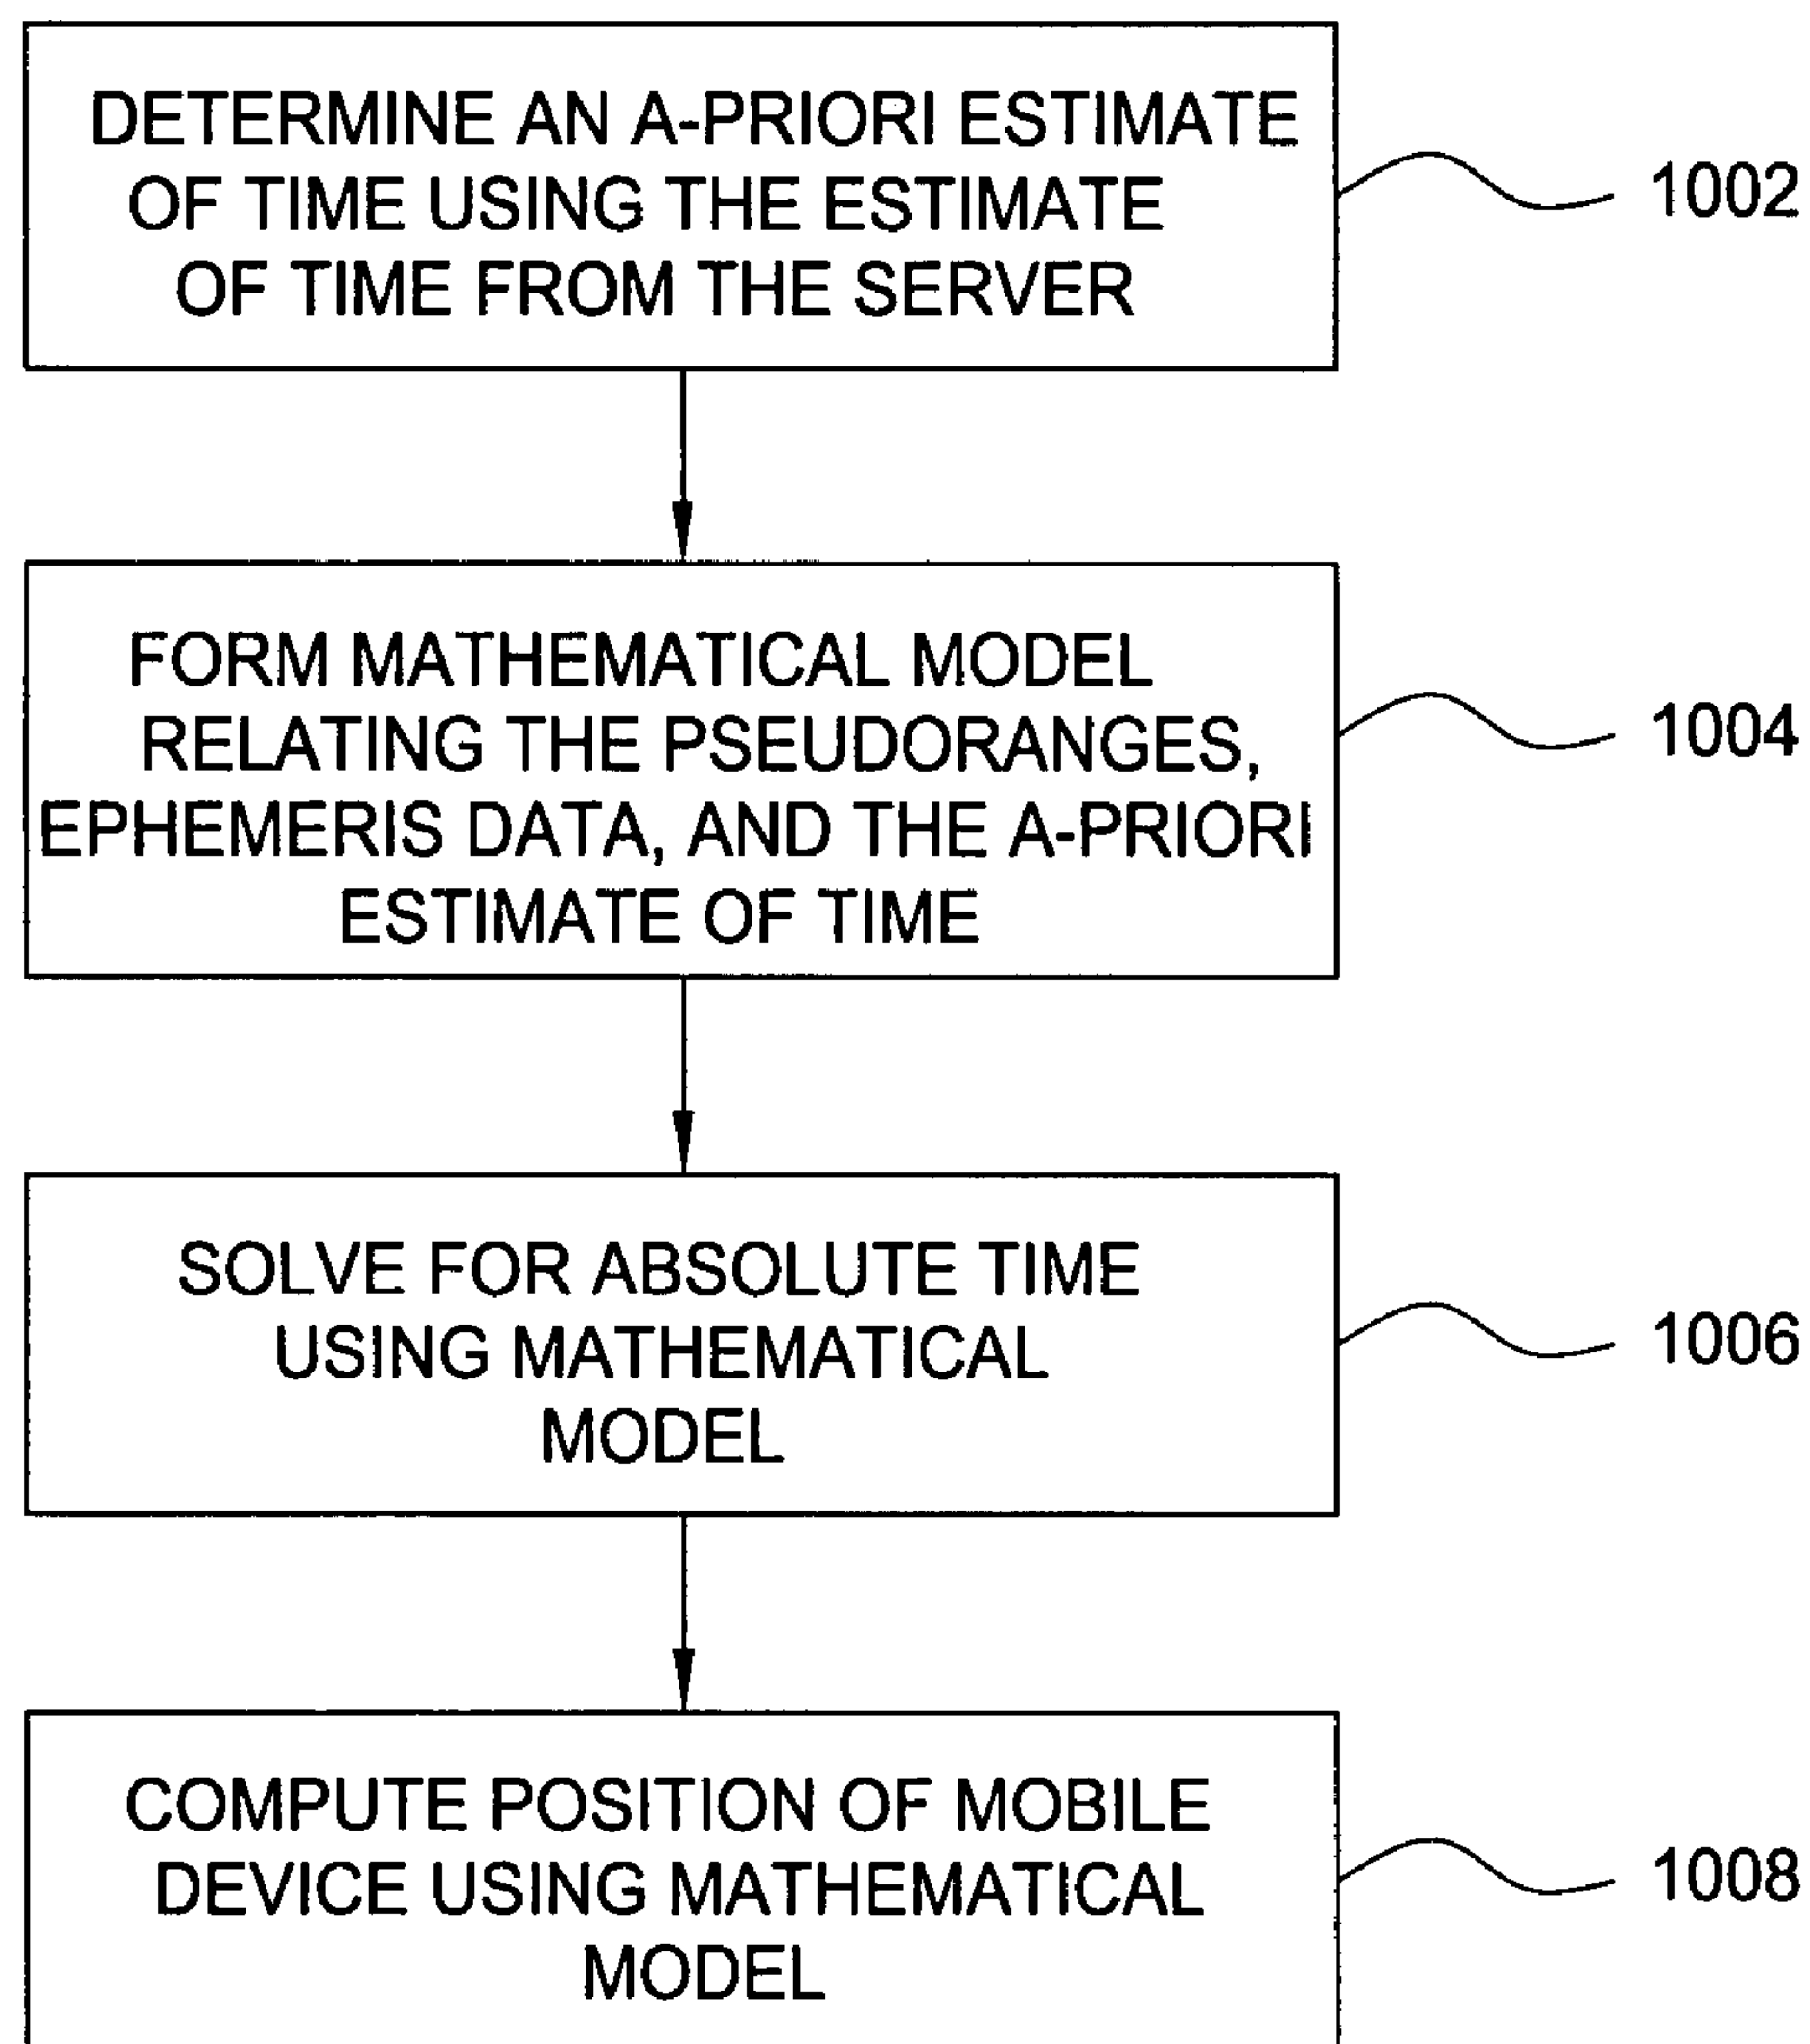 DETERMINE AN A-PRIORI ESTIMATE
OF TIME USING THE ESTIMATE
OF TIME FROM THE SERVER
1002
FORM MATHEMATICAL MODEL
RELATING THE PSEUDORANGES,
EPHEMERIS DATA, AND THE A-PRIORI
ESTIMATE OF TIME
1004
SOLVE FOR ABSOLUTE TIME
USING MATHEMATICAL
MODEL
1006
COMPUTE POSITION OF MOBILE
DEVICE USING MATHEMATICAL
MODEL
1008